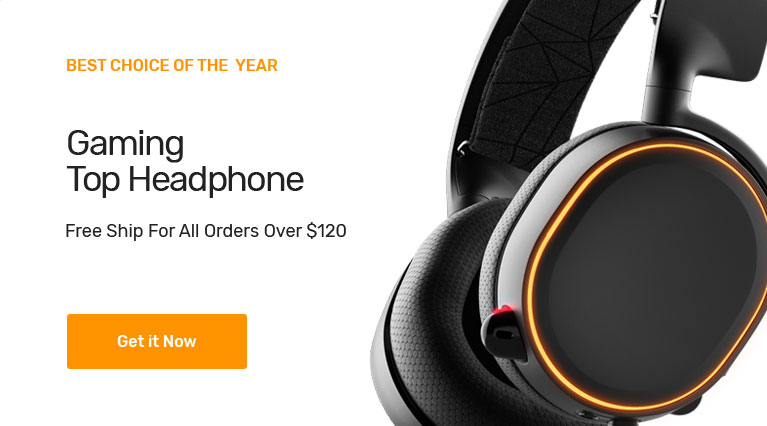 BEST CHOICE OF THE YEAR
Gaming
Top Headphone
Free Ship For All Orders Over $120
Get it Now